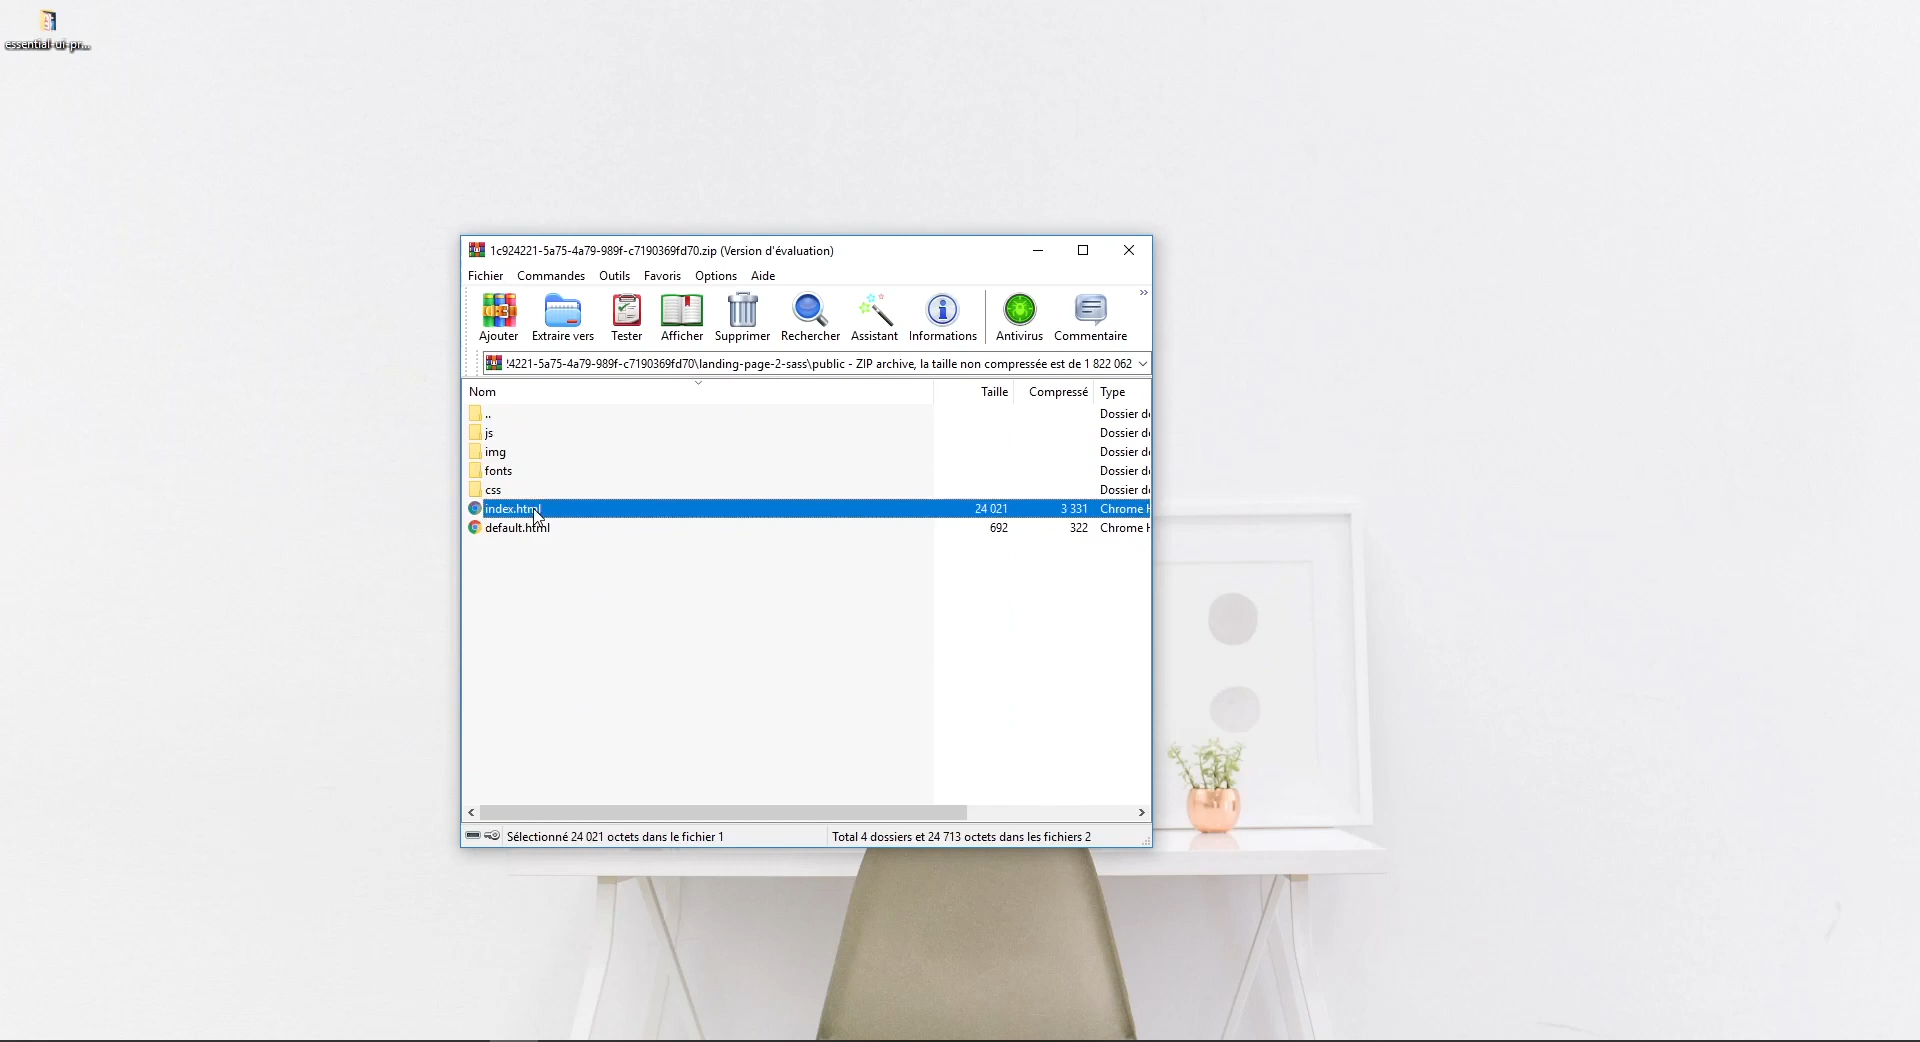 essential-ui-pr...
1c924221-5a75-4a79-989f-c7190369fd70.zip (Version d'évaluation)
Fichier Commandes Outils Favoris Options Aide
Ajouter Extraire vers Tester Afficher Supprimer Rechercher Assistant Informations Antivirus Commentaire
4221-5a75-4a79-989f-c7190369fd70\landing-page-2-sass\public - ZIP archive, la taille non compressée est de 1 822 062
Nom Taille Compressé Type
.. Dossier d
js Dossier d
img Dossier d
fonts Dossier d
css Dossier d
index.html 24 021 3 331 Chrome H
default.html 692 322 Chrome H
Sélectionné 24 021 octets dans le fichier 1 Total 4 dossiers et 24 713 octets dans les fichiers 2